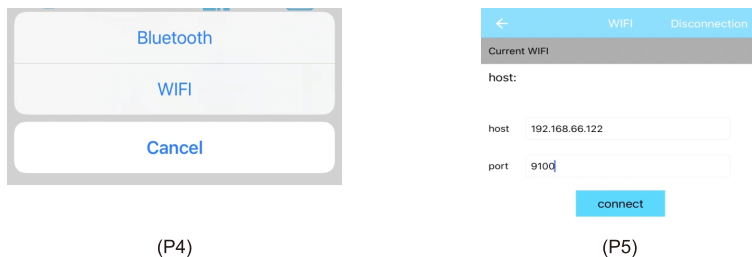 Bluetooth
WIFI
Cancel
(P4)
WIFI Disconnection
Current WIFI
host:
host 192.168.66.122
port 9100
connect
(P5)